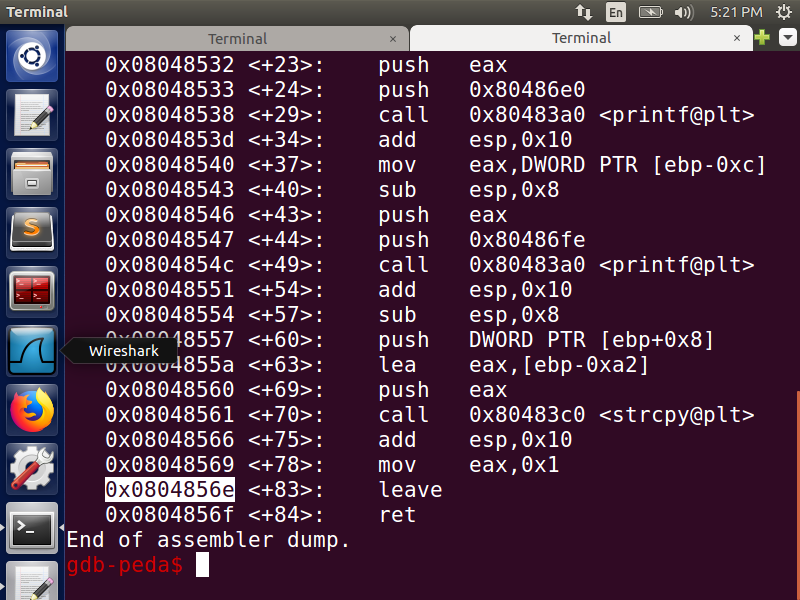 Terminal
En
5:21 PM
Terminal ×
Terminal ×
0x08048532 <+23>: push eax
0x08048533 <+24>: push 0x80486e0
0x08048538 <+29>: call 0x80483a0 <printf@plt>
0x0804853d <+34>: add esp,0x10
0x08048540 <+37>: mov eax,DWORD PTR [ebp-0xc]
0x08048543 <+40>: sub esp,0x8
0x08048546 <+43>: push eax
0x08048547 <+44>: push 0x80486fe
0x0804854c <+49>: call 0x80483a0 <printf@plt>
0x08048551 <+54>: add esp,0x10
0x08048554 <+57>: sub esp,0x8
0x08048557 <+60>: push DWORD PTR [ebp+0x8]
Wireshark
4855a <+63>: lea eax,[ebp-0xa2]
0x08048560 <+69>: push eax
0x08048561 <+70>: call 0x80483c0 <strcpy@plt>
0x08048566 <+75>: add esp,0x10
0x08048569 <+78>: mov eax,0x1
0x0804856e <+83>: leave
0x0804856f <+84>: ret
End of assembler dump.
gdb-peda$